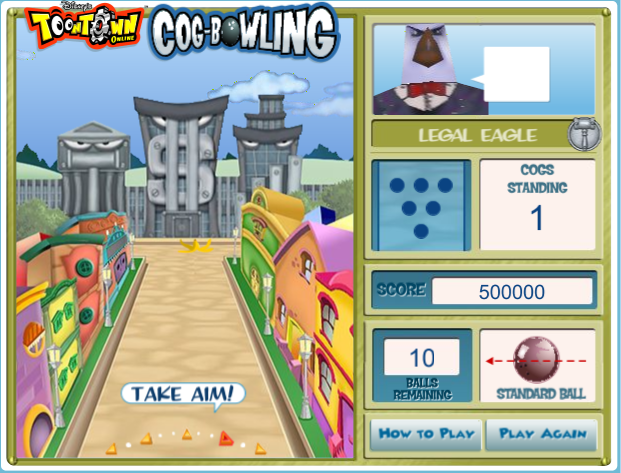 Disney's
TOONTOWN
ONLINE
COG-BOWLING
LEGAL EAGLE
COGS
STANDING
1
SCORE
500000
10
BALLS
REMAINING
STANDARD BALL
TAKE AIM!
HOW TO PLAY
PLAY AGAIN